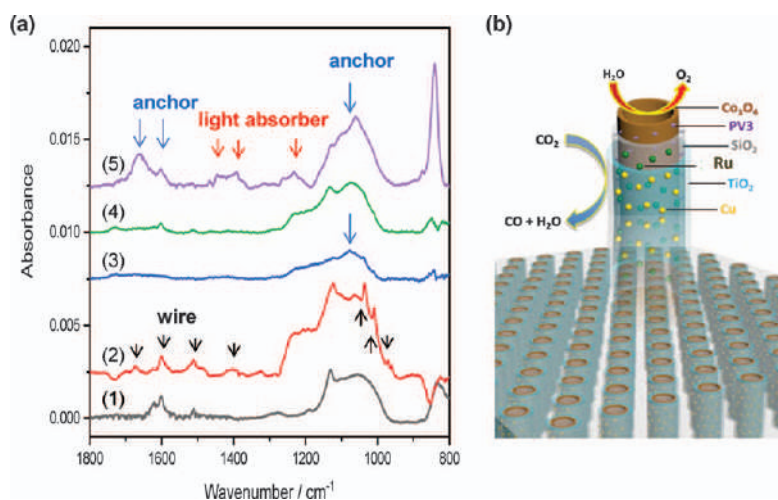 (a)
0.020
0.015
0.010
0.005
0.000
Absorbance
anchor
anchor
light absorber
(5)
(4)
(3)
wire
(2)
(1)
1800 1600 1400 1200 1000 800
Wavenumber / cm⁻¹
(b)
H₂O O₂
Co₃O₄
PV3
SiO₂
CO₂
Ru
TiO₂
Cu
CO + H₂O